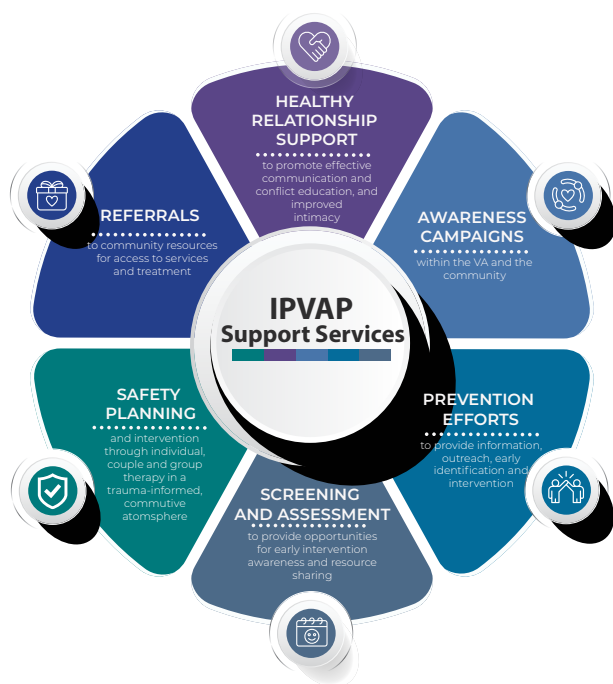 HEALTHY
RELATIONSHIP
SUPPORT
to promote effective
communication and
conflict education, and
improved
intimacy
AWARENESS
CAMPAIGNS
within the VA and the
community
PREVENTION
EFFORTS
to provide information,
outreach, early
identification and
intervention
SCREENING
AND ASSESSMENT
to provide opportunities
for early intervention
awareness and resource
sharing
SAFETY
PLANNING
and intervention
through individual,
couple and group
therapy in a
trauma-informed,
commutive
atomsphere
REFERRALS
to community resources
for access to services
and treatment
IPVAP
Support Services